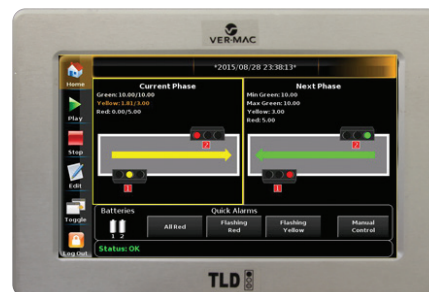 VER-MAC
*2015/08/28 23:38:13*
Home
Current Phase
Green: 10.00/10.00
Yellow: 1.81/3.00
Red: 0.00/5.00
2
1
Next Phase
Min Green: 10.00
Max Green: 10.00
Yellow: 3.00
Red: 5.00
2
1
Play
Stop
Edit
Toggle
Log Out
Batteries
1 2
Quick Alarms
All Red
Flashing
Red
Flashing
Yellow
Manual
Control
Status: OK
TLD